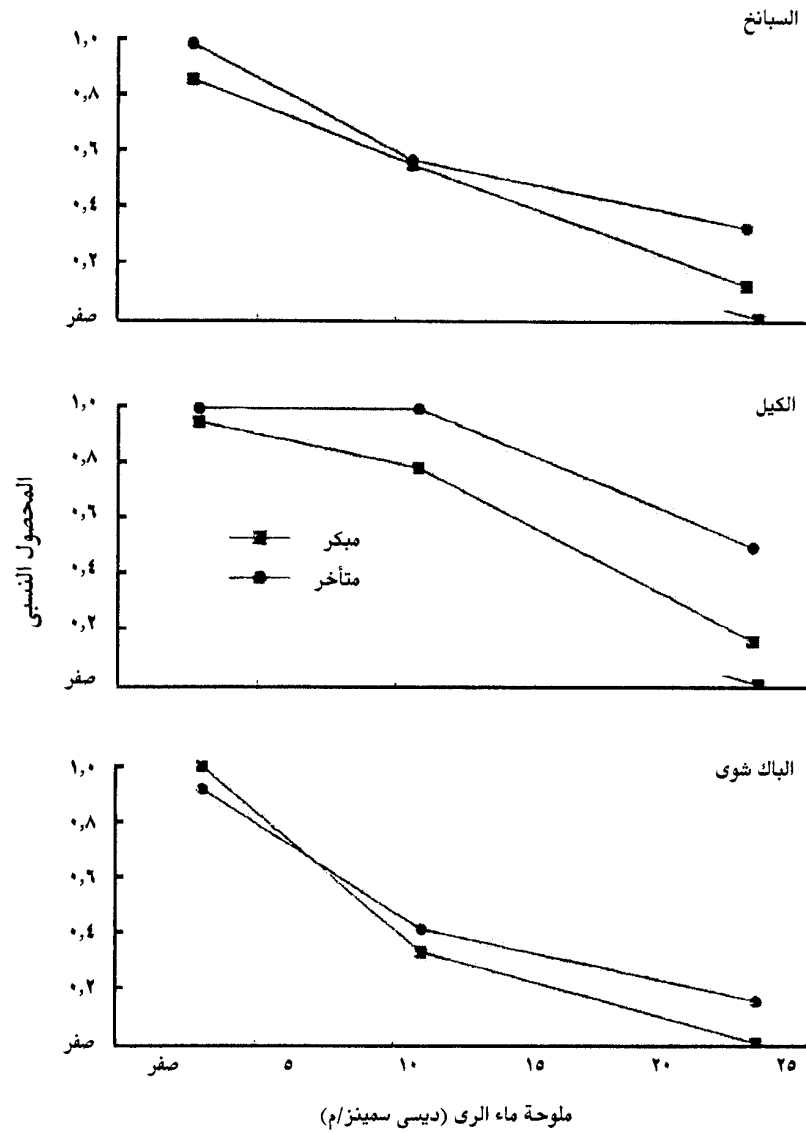 السبانخ
١,٠
٠,٨
٠,٦
٠,٤
٠,٢
صفر
الكيل
١,٠
٠,٨
٠,٦
٠,٤
٠,٢
صفر
مبكر
متأخر
المحصول النسبى
الباك شوى
١,٠
٠,٨
٠,٦
٠,٤
٠,٢
صفر
صفر ٥ ١٠ ١٥ ٢٠ ٢٥
ملوحة ماء الرى (ديسى سمينز/م)